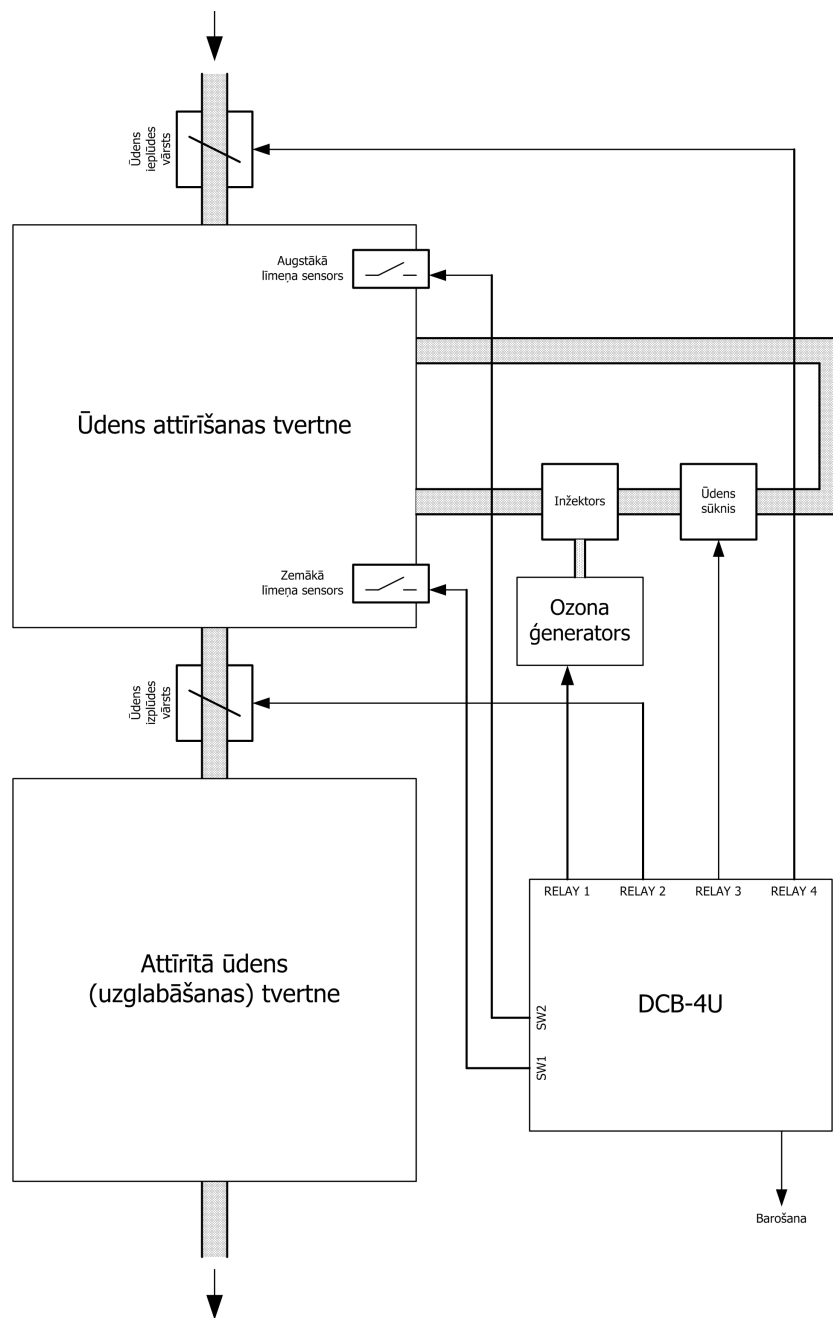 Ūdens
ieplūdes
vārsts
Augstākā
līmeņa sensors
Ūdens attīrīšanas tvertne
Inžektors
Ūdens
sūknis
Zemākā
līmeņa sensors
Ozona
ģenerators
Ūdens
izplūdes
vārsts
RELAY 1
RELAY 2
RELAY 3
RELAY 4
Attīrītā ūdens
(uzglabāšanas) tvertne
DCB-4U
SW2
SW1
Barošana